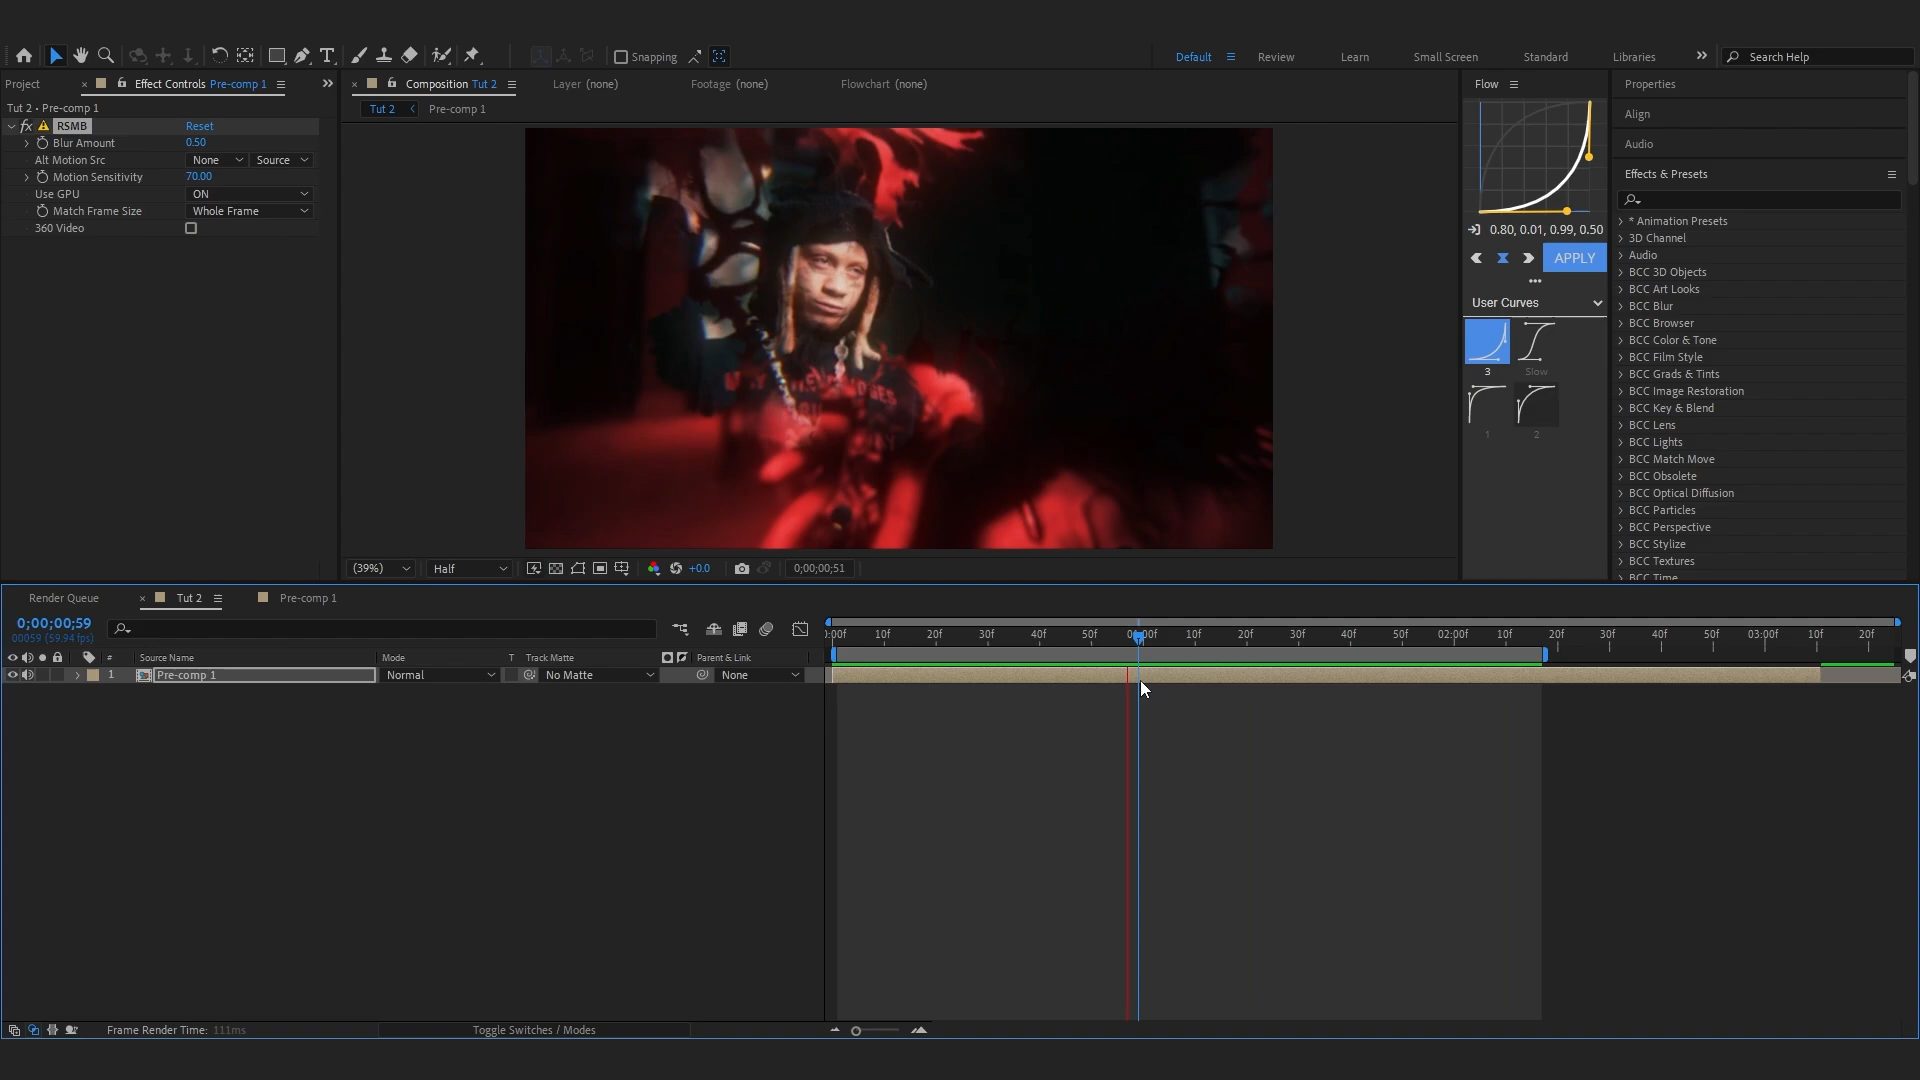 Snapping
Default
Review
Learn
Small Screen
Standard
Libraries
Search Help
Project
Effect Controls Pre-comp 1
Composition Tut 2
Layer (none)
Footage (none)
Flowchart (none)
Flow
Properties
Tut 2 • Pre-comp 1
Tut 2
Pre-comp 1
Align
fx RSMB Reset
Blur Amount 0.50
Audio
Alt Motion Src None Source
Motion Sensitivity 70.00
Effects & Presets
Use GPU ON
Match Frame Size Whole Frame
360 Video
0.80, 0.01, 0.99, 0.50
APPLY
User Curves
3
Slow
1
2
* Animation Presets
3D Channel
Audio
BCC 3D Objects
BCC Art Looks
BCC Blur
BCC Browser
BCC Color & Tone
BCC Film Style
BCC Grads & Tints
BCC Image Restoration
BCC Key & Blend
BCC Lens
BCC Lights
BCC Match Move
BCC Obsolete
BCC Optical Diffusion
BCC Particles
BCC Perspective
BCC Stylize
BCC Textures
BCC Time
(39%)
Half
+0.0
0;00;00;51
Render Queue
Tut 2
Pre-comp 1
0;00;00;59
00059 (59.94 fps)
:00f 10f 20f 30f 40f 50f 01:00f 10f 20f 30f 40f 50f 02:00f 10f 20f 30f 40f 50f 03:00f 10f 20f
# Source Name Mode T Track Matte Parent & Link
1 Pre-comp 1 Normal No Matte None
Frame Render Time: 111ms
Toggle Switches / Modes